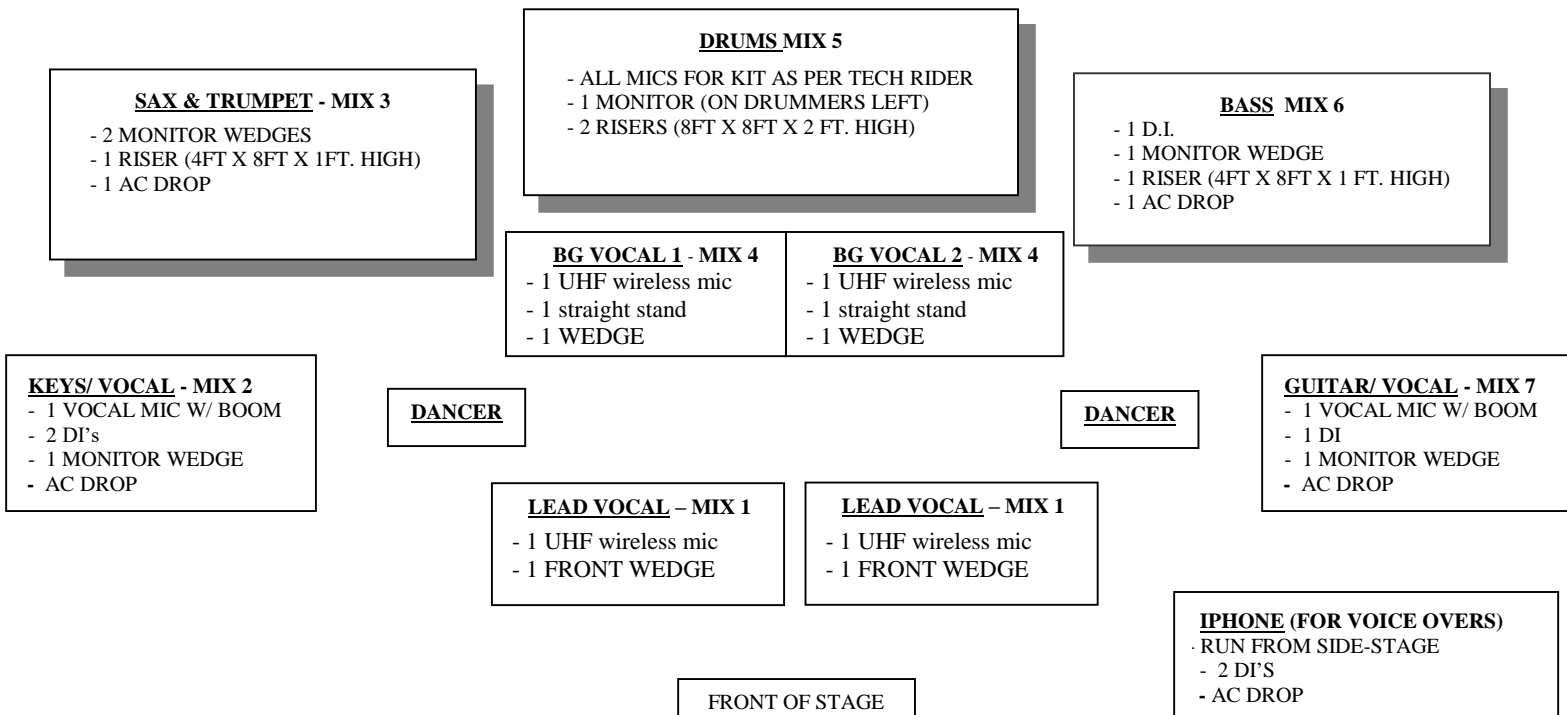 DRUMS MIX 5
- ALL MICS FOR KIT AS PER TECH RIDER
- 1 MONITOR (ON DRUMMERS LEFT)
- 2 RISERS (8FT X 8FT X 2 FT. HIGH)
SAX & TRUMPET - MIX 3
- 2 MONITOR WEDGES
- 1 RISER (4FT X 8FT X 1FT. HIGH)
- 1 AC DROP
BASS MIX 6
- 1 D.I.
- 1 MONITOR WEDGE
- 1 RISER (4FT X 8FT X 1 FT. HIGH)
- 1 AC DROP
BG VOCAL 1 - MIX 4
- 1 UHF wireless mic
- 1 straight stand
- 1 WEDGE
BG VOCAL 2 - MIX 4
- 1 UHF wireless mic
- 1 straight stand
- 1 WEDGE
KEYS/ VOCAL - MIX 2
- 1 VOCAL MIC W/ BOOM
- 2 DI's
- 1 MONITOR WEDGE
- AC DROP
DANCER
DANCER
GUITAR/ VOCAL - MIX 7
- 1 VOCAL MIC W/ BOOM
- 1 DI
- 1 MONITOR WEDGE
- AC DROP
LEAD VOCAL – MIX 1
- 1 UHF wireless mic
- 1 FRONT WEDGE
LEAD VOCAL – MIX 1
- 1 UHF wireless mic
- 1 FRONT WEDGE
IPHONE (FOR VOICE OVERS)
- RUN FROM SIDE-STAGE
- 2 DI'S
- AC DROP
FRONT OF STAGE